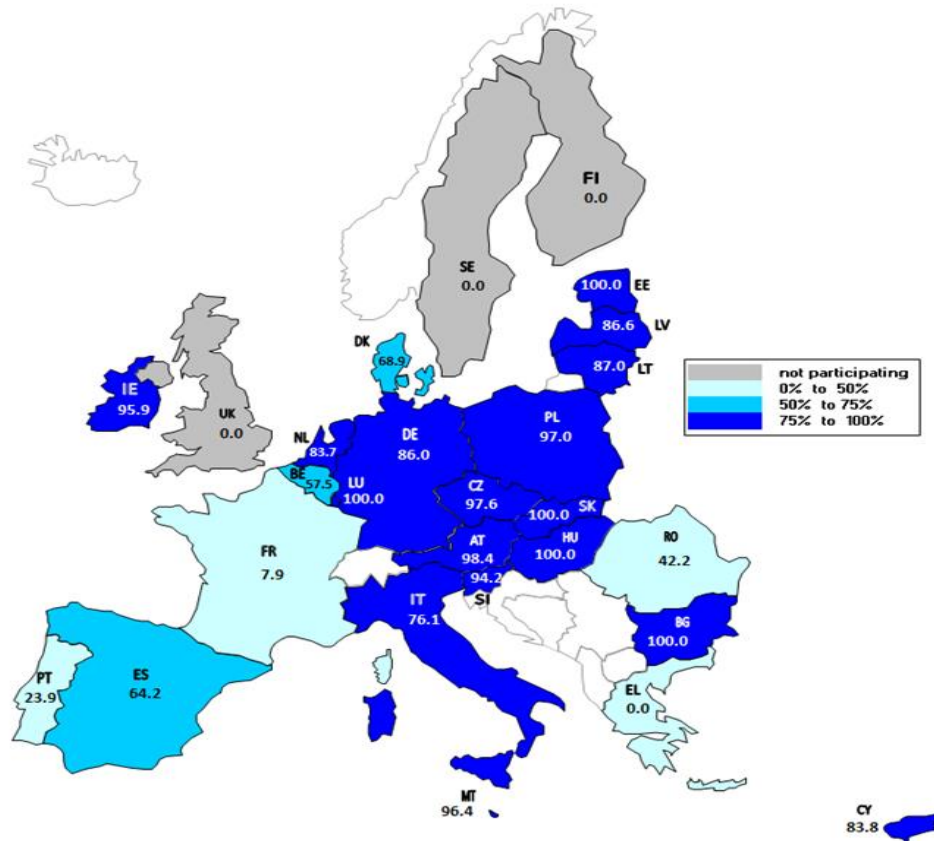 FI
0.0
SE
0.0
100.0 EE
86.6 LV
87.0 LT
DK
68.9
IE
95.9
UK
0.0
not participating
0% to 50%
50% to 75%
75% to 100%
NL
83.7
DE
86.0
PL
97.0
BE
57.5
LU
100.0
CZ
97.6
100.0 SK
AT
98.4
HU
100.0
RO
42.2
FR
7.9
94.2
SI
IT
76.1
BG
100.0
PT
23.9
ES
64.2
EL
0.0
MT
96.4
CY
83.8